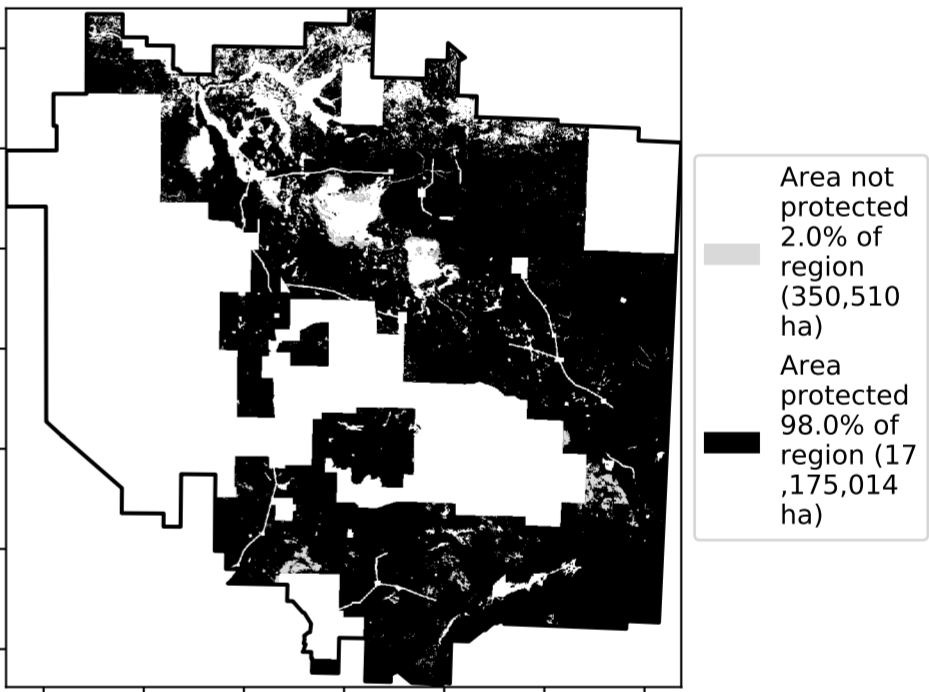 Area not
protected
2.0% of
region
(350,510
ha)
Area
protected
98.0% of
region (17
,175,014
ha)